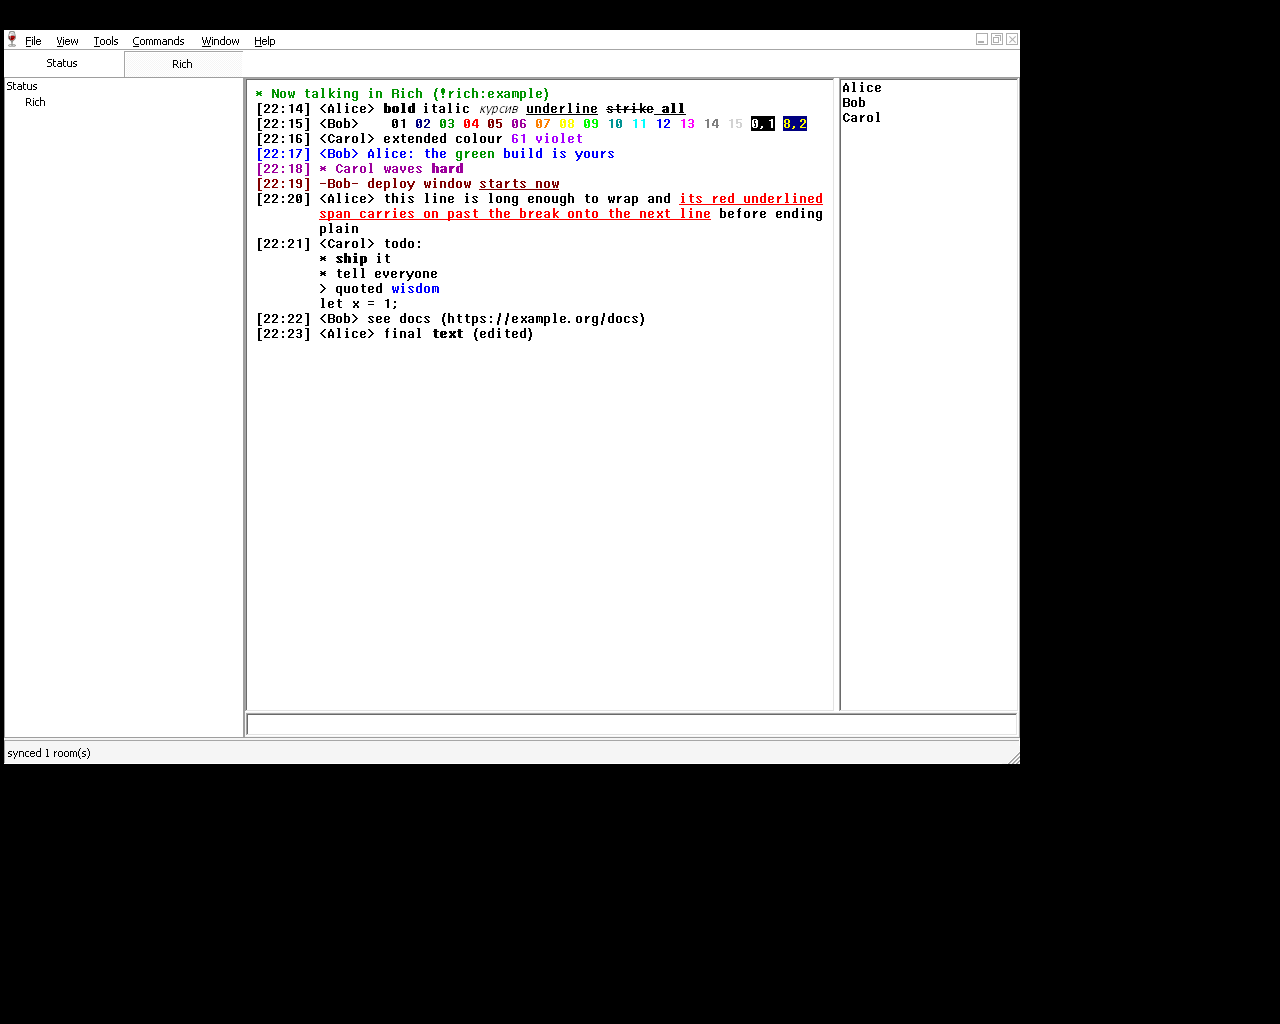 File View Tools Commands Window Help
Status Rich
Status
Rich
* Now talking in Rich (!rich:example)
[22:14] <Alice> bold italic курсив underline strike all
[22:15] <Bob> 01 02 03 04 05 06 07 08 09 10 11 12 13 14 15 0,1 8,2
[22:16] <Carol> extended colour 61 violet
[22:17] <Bob> Alice: the green build is yours
[22:18] * Carol waves hard
[22:19] -Bob- deploy window starts now
[22:20] <Alice> this line is long enough to wrap and its red underlined
span carries on past the break onto the next line before ending
plain
[22:21] <Carol> todo:
* ship it
* tell everyone
> quoted wisdom
let x = 1;
[22:22] <Bob> see docs (https://example.org/docs)
[22:23] <Alice> final text (edited)
Alice
Bob
Carol
synced 1 room(s)